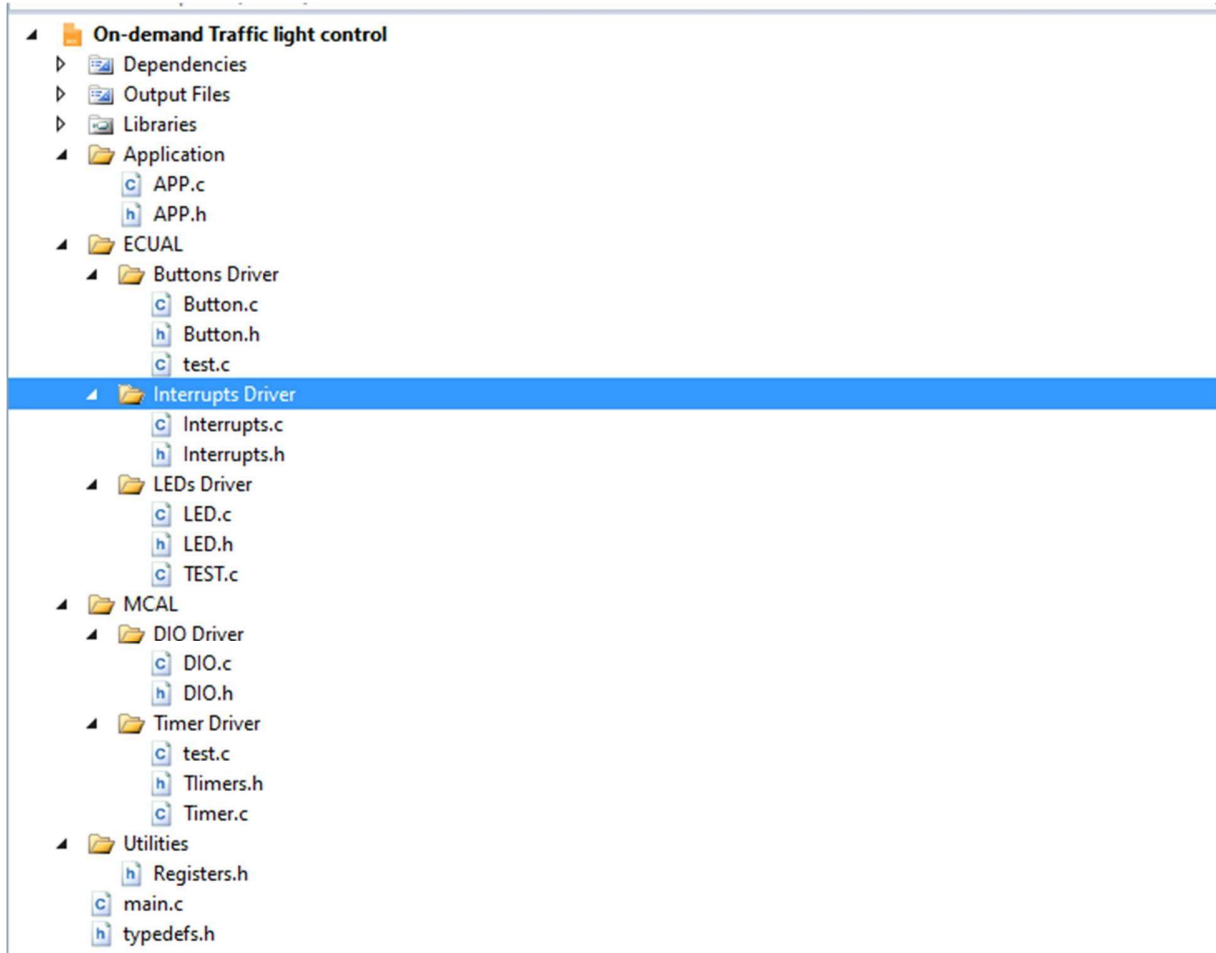 On-demand Traffic light control
Dependencies
Output Files
Libraries
Application
APP.c
APP.h
ECUAL
Buttons Driver
Button.c
Button.h
test.c
Interrupts Driver
Interrupts.c
Interrupts.h
LEDs Driver
LED.c
LED.h
TEST.c
MCAL
DIO Driver
DIO.c
DIO.h
Timer Driver
test.c
TIimers.h
Timer.c
Utilities
Registers.h
main.c
typedefs.h